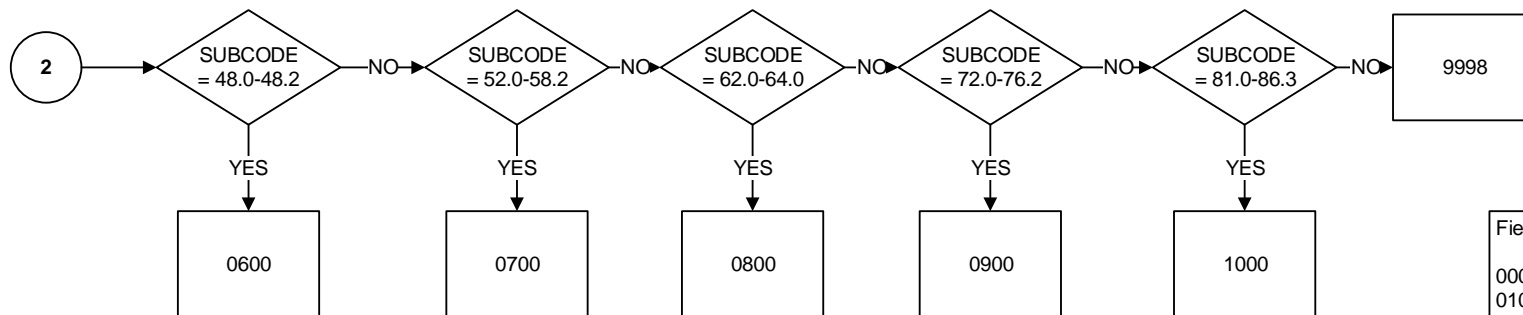 2
SUBCODE
= 48.0-48.2
NO
SUBCODE
= 52.0-58.2
NO
SUBCODE
= 62.0-64.0
NO
SUBCODE
= 72.0-76.2
NO
SUBCODE
= 81.0-86.3
NO
9998
YES
YES
YES
YES
YES
0600
0700
0800
0900
1000